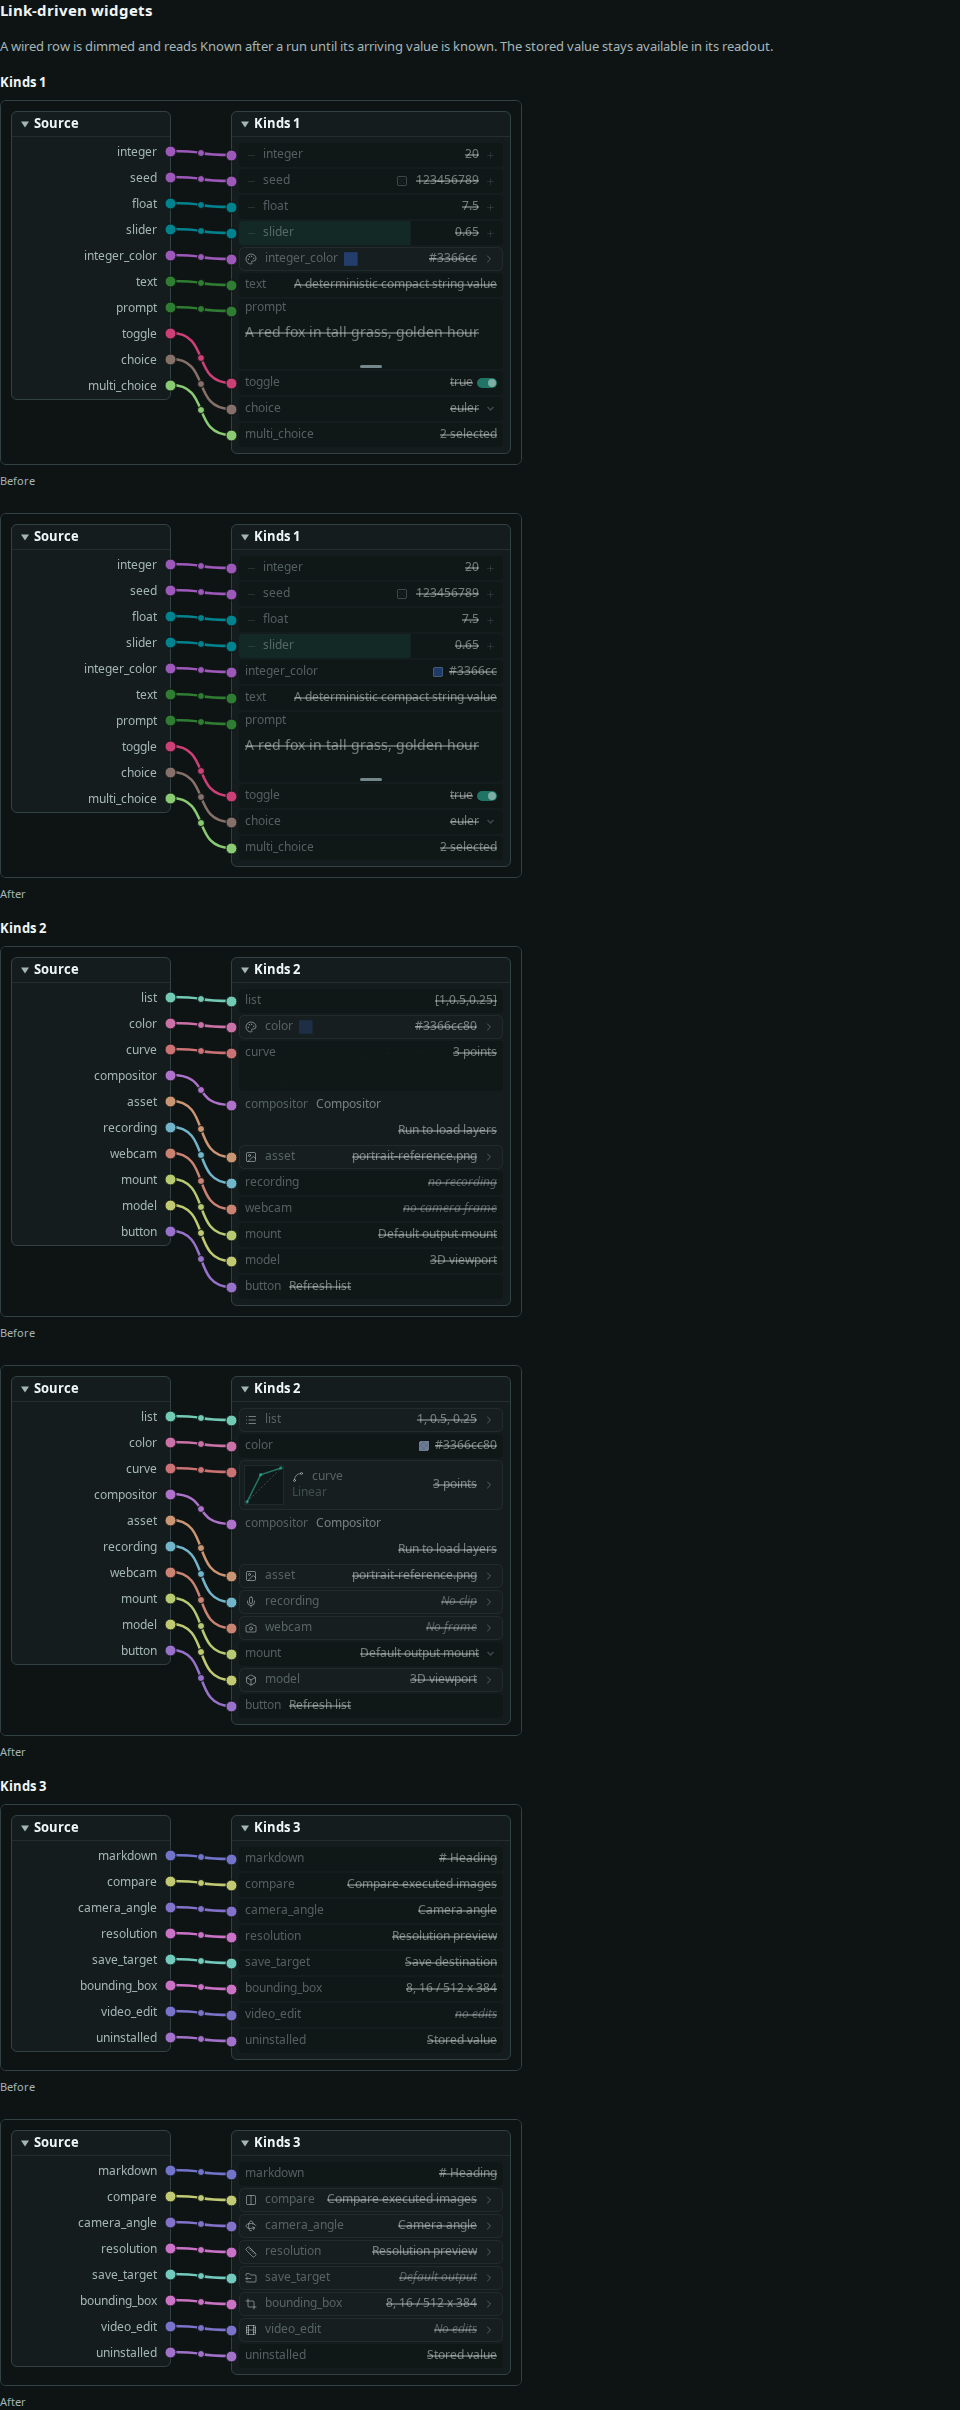 Link-driven widgets
A wired row is dimmed and reads Known after a run until its arriving value is known. The stored value stays available in its readout.
Kinds 1
Source
Kinds 1
integer
integer 20
seed
seed 123456789
float
float 7.5
slider
slider 0.65
integer_color
integer_color #3366cc
text
text A deterministic compact string value
prompt
prompt
A red fox in tall grass, golden hour
toggle
toggle true
choice
choice euler
multi_choice
multi_choice 2 selected
Before
Source
Kinds 1
integer
integer 20
seed
seed 123456789
float
float 7.5
slider
slider 0.65
integer_color
integer_color #3366cc
text
text A deterministic compact string value
prompt
prompt
A red fox in tall grass, golden hour
toggle
toggle true
choice
choice euler
multi_choice
multi_choice 2 selected
After
Kinds 2
Source
Kinds 2
list
list [1,0.5,0.25]
color
color #3366cc80
curve
curve 3 points
compositor
compositor Compositor
Run to load layers
asset
asset portrait-reference.png
recording
recording no recording
webcam
webcam no camera frame
mount
mount Default output mount
model
model 3D viewport
button
button Refresh list
Before
Source
Kinds 2
list
list 1, 0.5, 0.25
color
color #3366cc80
curve
curve 3 points
Linear
compositor
compositor Compositor
Run to load layers
asset
asset portrait-reference.png
recording
recording No clip
webcam
webcam No frame
mount
mount Default output mount
model
model 3D viewport
button
button Refresh list
After
Kinds 3
Source
Kinds 3
markdown
markdown # Heading
compare
compare Compare executed images
camera_angle
camera_angle Camera angle
resolution
resolution Resolution preview
save_target
save_target Save destination
bounding_box
bounding_box 8, 16 / 512 x 384
video_edit
video_edit no edits
uninstalled
uninstalled Stored value
Before
Source
Kinds 3
markdown
markdown # Heading
compare
compare Compare executed images
camera_angle
camera_angle Camera angle
resolution
resolution Resolution preview
save_target
save_target Default output
bounding_box
bounding_box 8, 16 / 512 x 384
video_edit
video_edit No edits
uninstalled
uninstalled Stored value
After